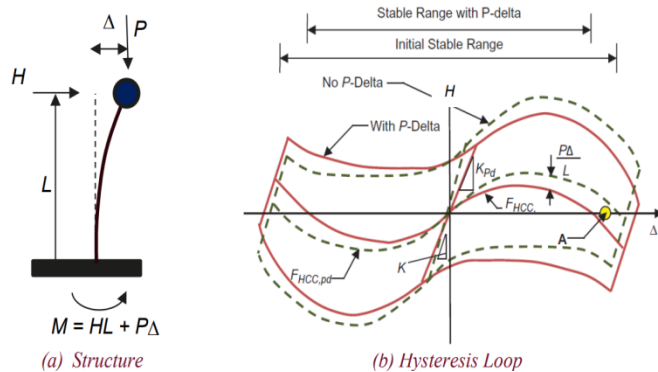 Δ
P
H
L
M = HL + PΔ
(a) Structure
Stable Range with P-delta
Initial Stable Range
No P-Delta
H
With P-Delta
K_Pd
PΔ
L
F_HCC,
A
Δ
K
F_HCC,pd
(b) Hysteresis Loop